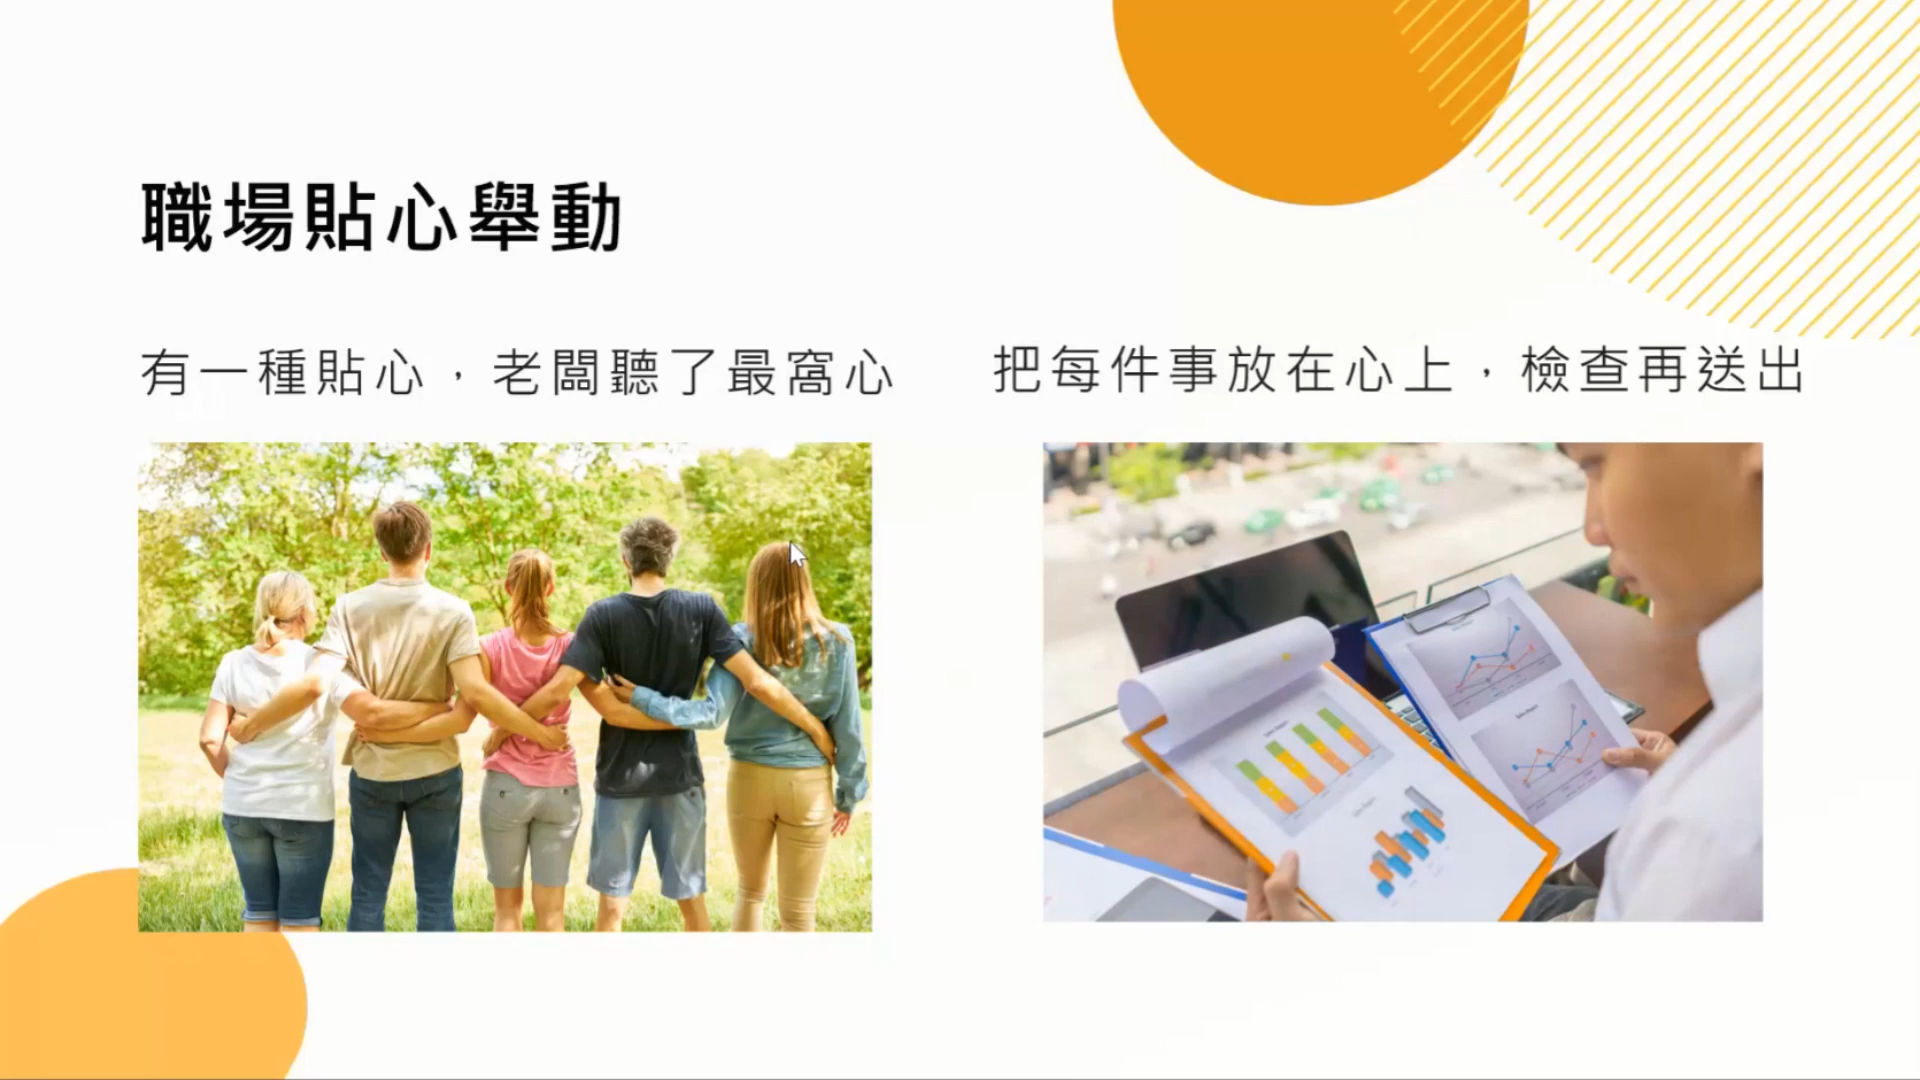 職場貼心舉動
有一種貼心，老闆聽了最窩心
把每件事放在心上，檢查再送出